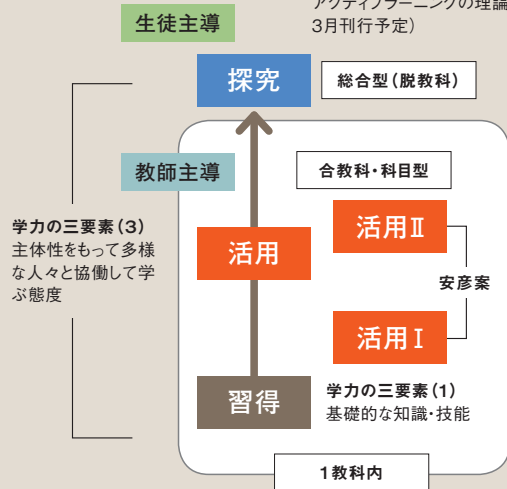 アクティブラーニングの理論
3月刊行予定）
生徒主導
探究
総合型（脱教科）
教師主導
合教科・科目型
学力の三要素（3）
主体性をもって多様
な人々と協働して学
ぶ態度
活用
活用Ⅱ
安彦案
活用Ⅰ
習得
学力の三要素（1）
基礎的な知識・技能
1教科内